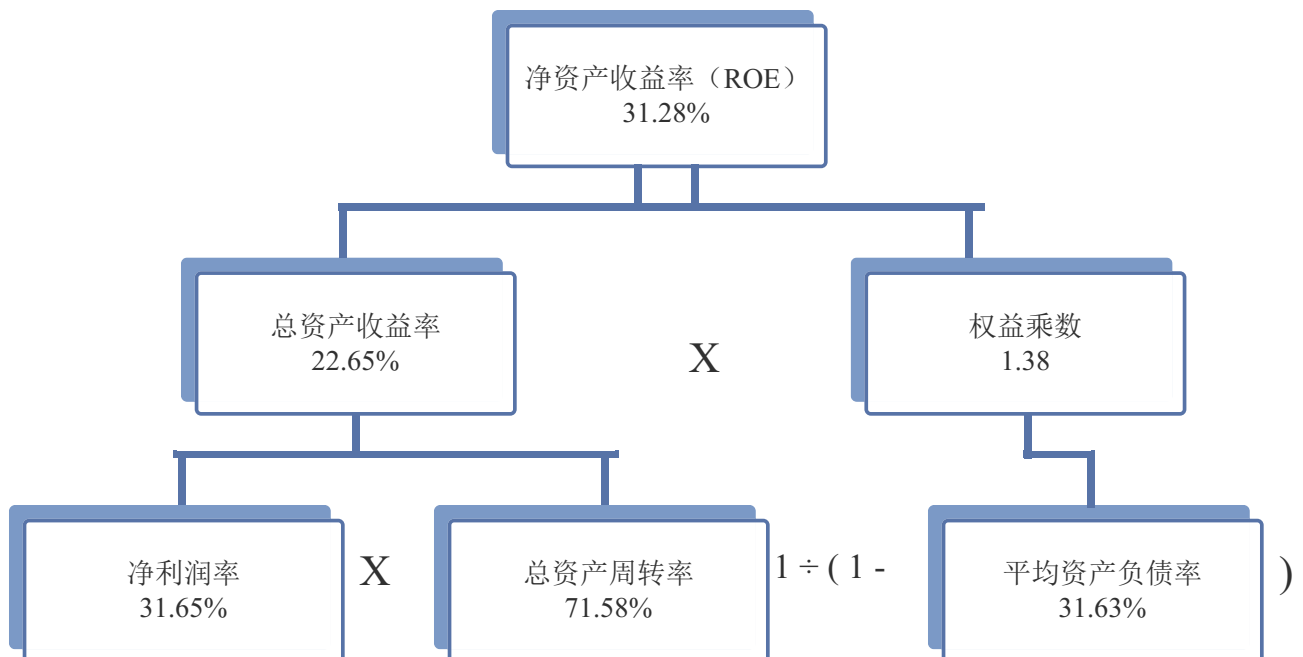 净资产收益率（ROE）
31.28%
总资产收益率
22.65%
X
权益乘数
1.38
净利润率
31.65%
X
总资产周转率
71.58%
1 ÷ ( 1 -
平均资产负债率
31.63%
)